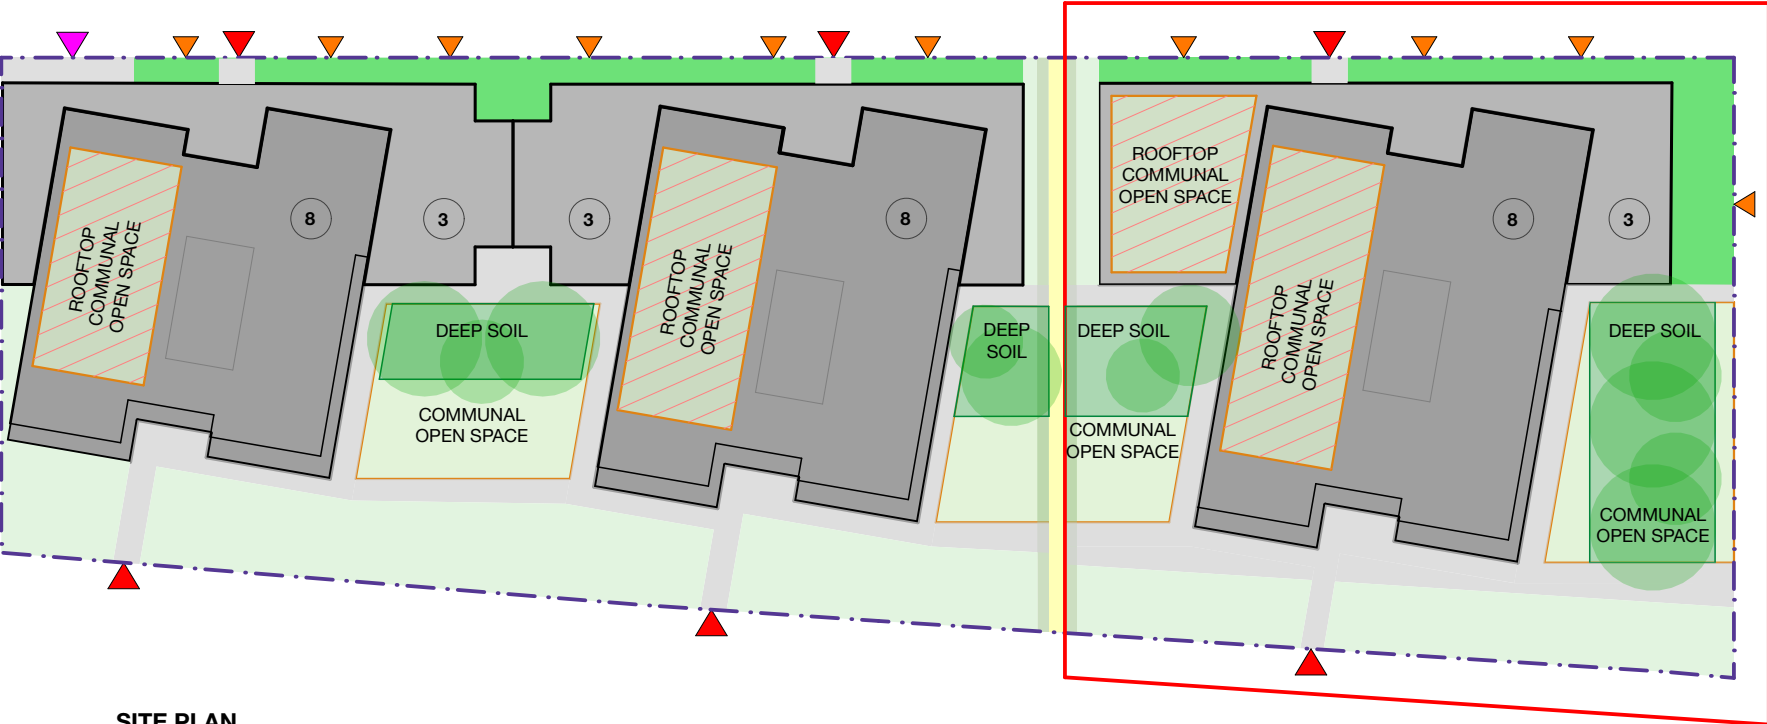 ROOFTOP
COMMUNAL
OPEN SPACE
8
3
3
ROOFTOP
COMMUNAL
OPEN SPACE
8
ROOFTOP
COMMUNAL
OPEN SPACE
ROOFTOP
COMMUNAL
OPEN SPACE
8
3
DEEP SOIL
COMMUNAL
OPEN SPACE
DEEP
SOIL
DEEP SOIL
COMMUNAL
OPEN SPACE
DEEP SOIL
COMMUNAL
OPEN SPACE
SITE PLAN